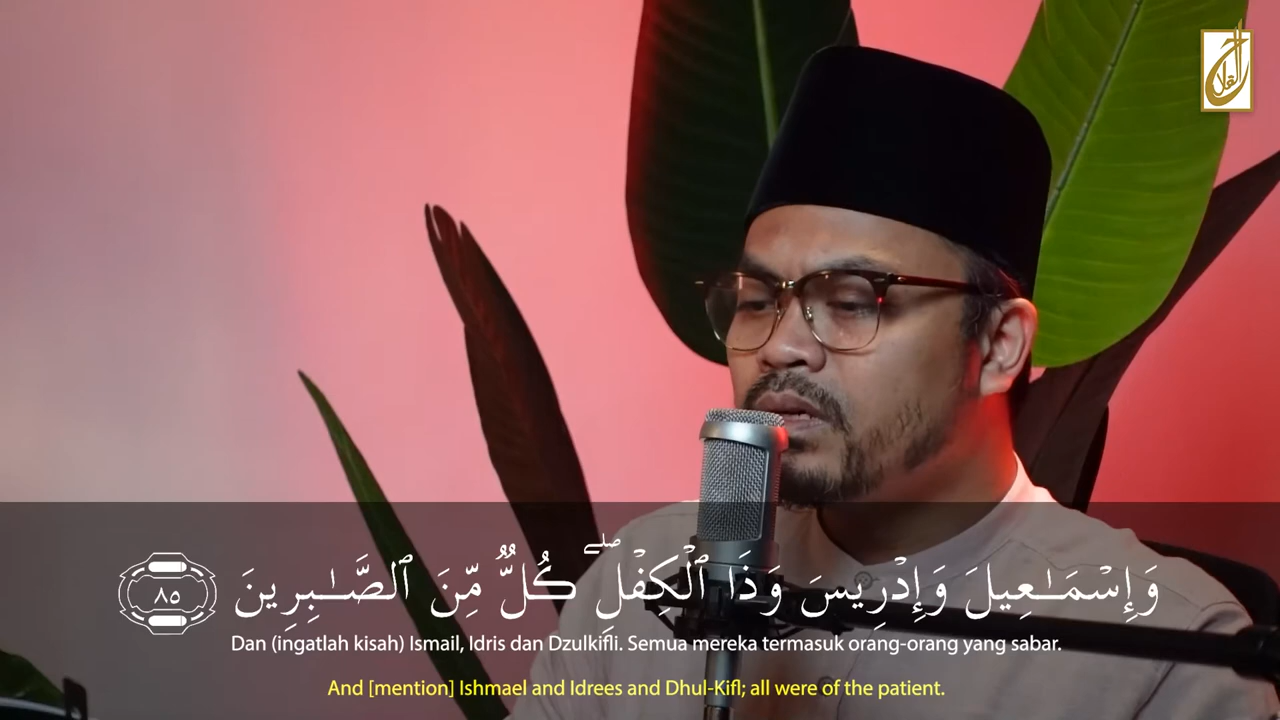 وَإِسْمَـٰعِيلَ وَإِدْرِيسَ وَذَا ٱلْكِفْلِ ۖ كُلٌّ مِّنَ ٱلصَّـٰبِرِينَ ٨٥
Dan (ingatlah kisah) Ismail, Idris dan Dzulkifli. Semua mereka termasuk orang-orang yang sabar.
And [mention] Ishmael and Idrees and Dhul-Kifl; all were of the patient.